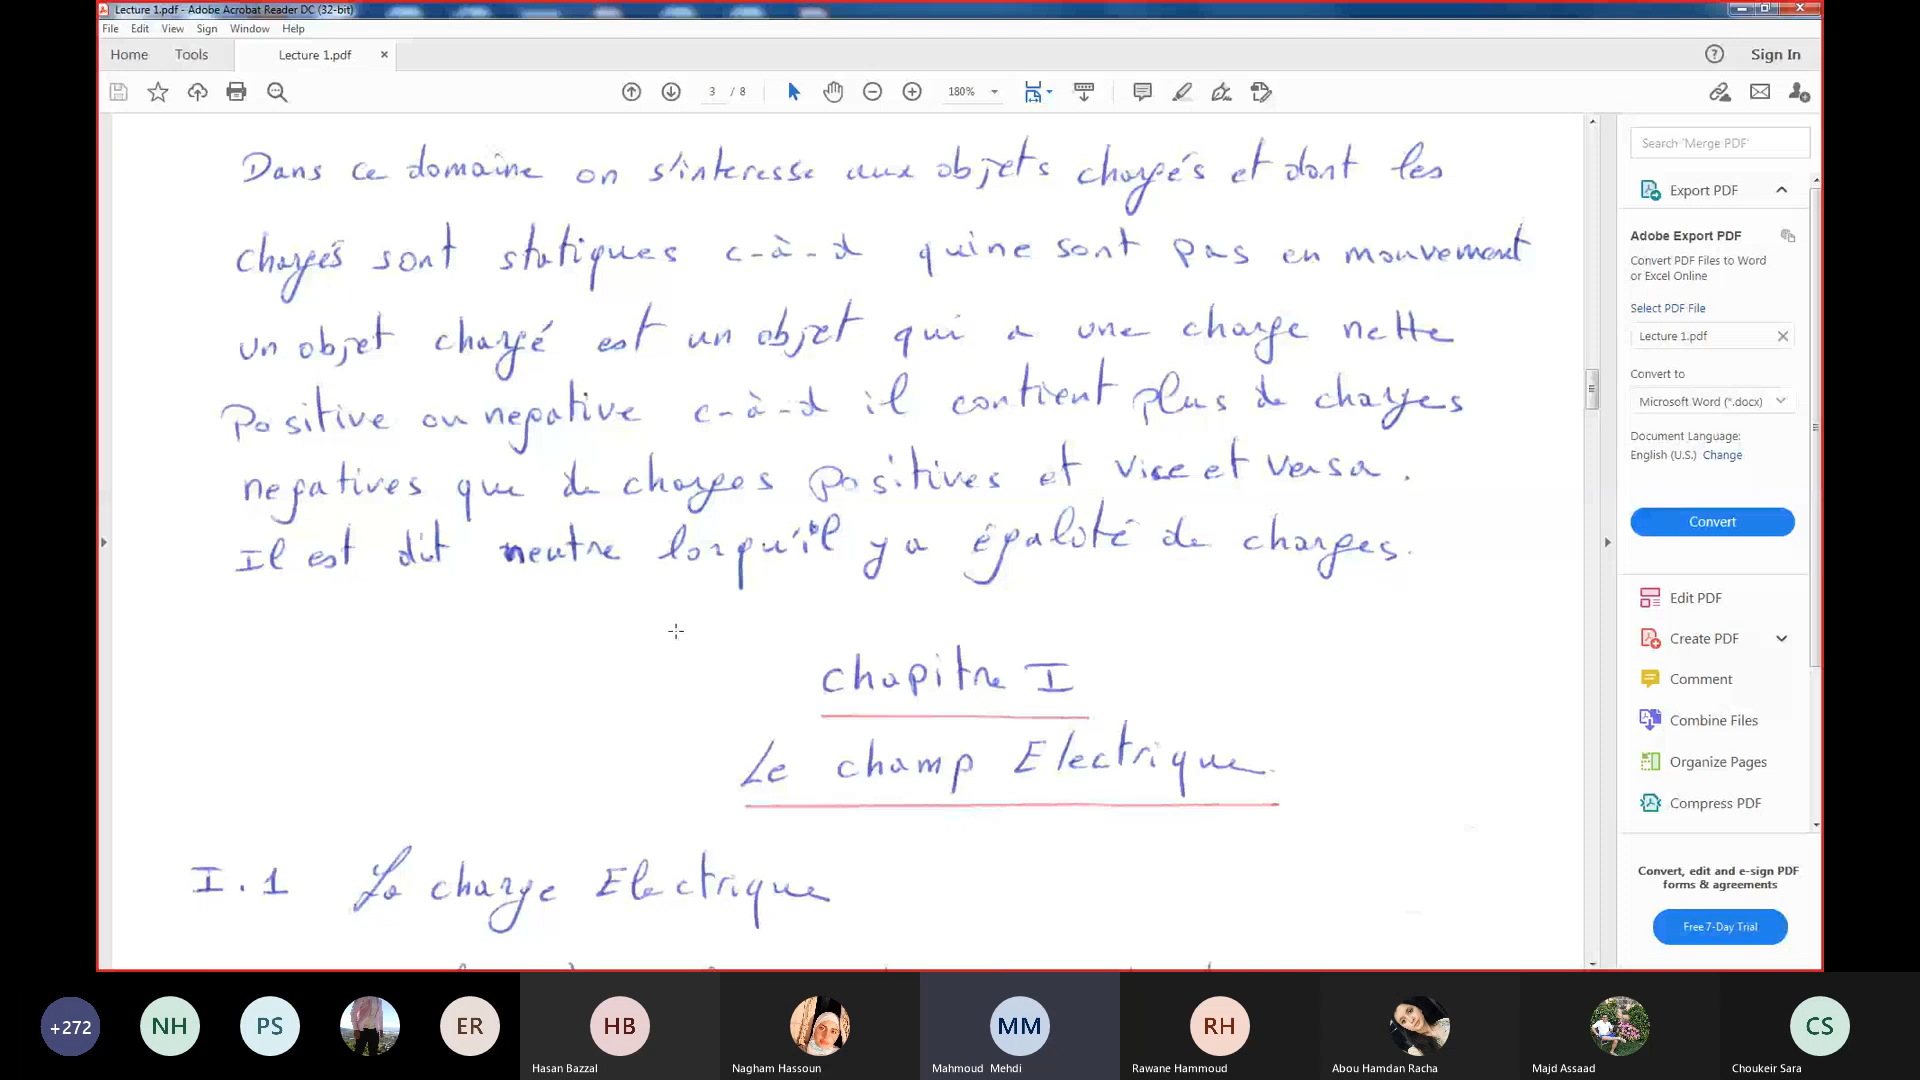 Lecture 1.pdf - Adobe Acrobat Reader DC (32-bit)
File Edit View Sign Window Help
Home Tools Lecture 1.pdf × Sign In
3 / 8 180%
Dans ce domaine on s'interesse aux objets chargés et dont les
chargés sont statiques c-à-d qui ne sont pas en mouvement
un objet chargé est un objet qui a une charge nette
Positive ou negative c-à-d il contient plus de charges
negatives que de charges positives et vice et versa.
Il est dit neutre lorqu'il y a égalité de charges.
chapitre I
Le champ Electrique.
I.1 La charge Electrique
Search 'Merge PDF'
Export PDF
Adobe Export PDF
Convert PDF Files to Word
or Excel Online
Select PDF File
Lecture 1.pdf
Convert to
Microsoft Word (*.docx)
Document Language:
English (U.S.) Change
Convert
Edit PDF
Create PDF
Comment
Combine Files
Organize Pages
Compress PDF
Convert, edit and e-sign PDF
forms & agreements
Free 7-Day Trial
+272 NH PS ER HB MM RH CS
Hasan Bazzal Nagham Hassoun Mahmoud Mehdi Rawane Hammoud Abou Hamdan Racha Majd Assaad Choukeir Sara